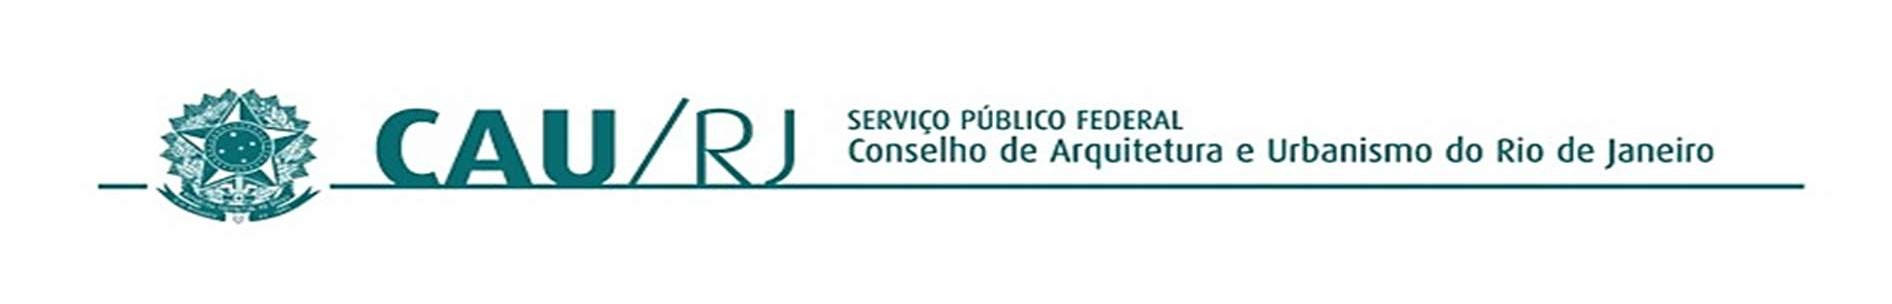 CAU/RJ
SERVIÇO PÚBLICO FEDERAL
Conselho de Arquitetura e Urbanismo do Rio de Janeiro